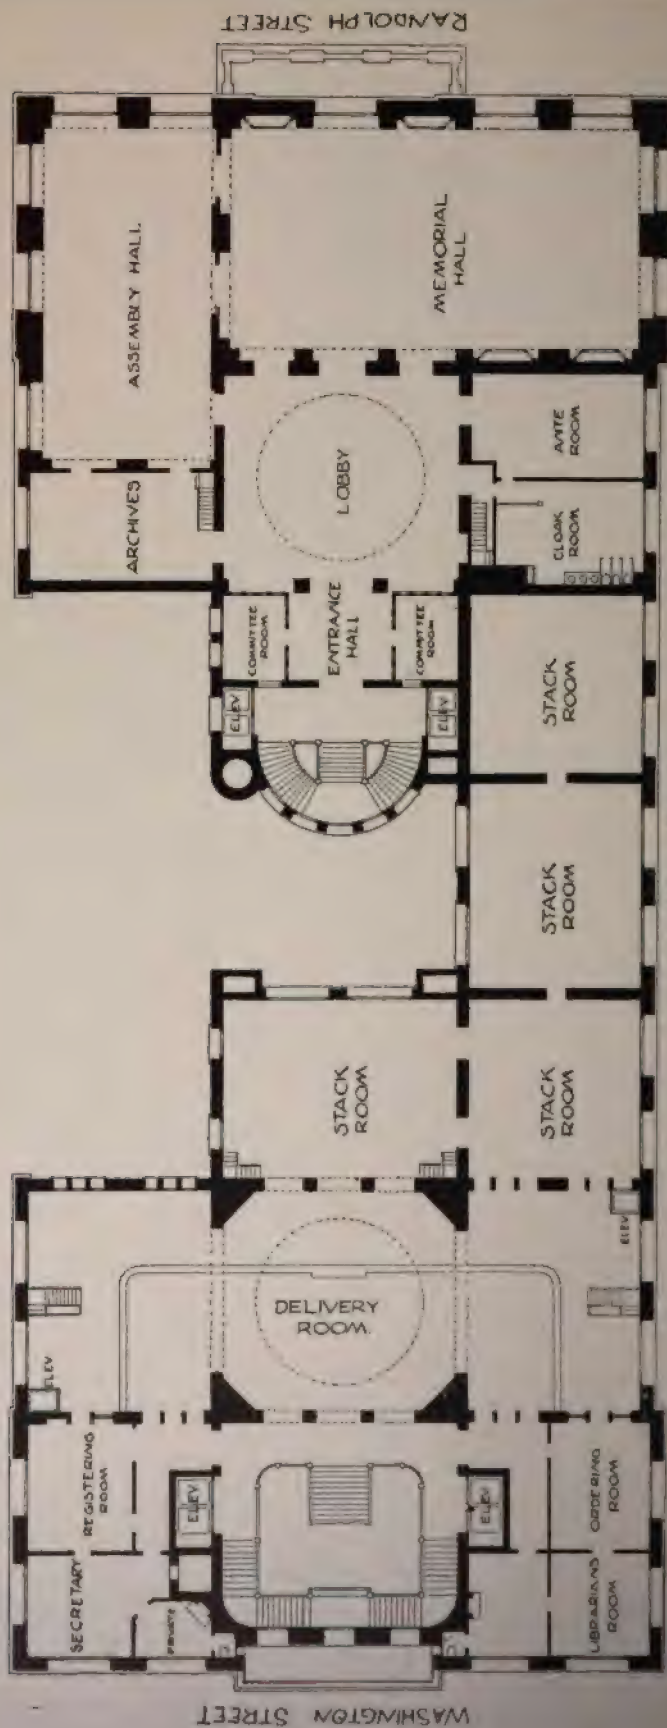 RANDOLPH STREET
ASSEMBLY HALL
MEMORIAL
HALL
ARCHIVES
LOBBY
ANTE
ROOM
CLOAK
ROOM
COMMITTEE
ROOM
ENTRANCE
HALL
COMMITTEE
ROOM
ELEV
ELEV
STACK
ROOM
STACK
ROOM
STACK
ROOM
STACK
ROOM
ELEV
DELIVERY
ROOM.
ELEV
REGISTERING
ROOM
ELEV
ELEV
ORDERING
ROOM
SECRETARY
PRIVATE
LIBRARIANS
ROOM
WASHINGTON STREET